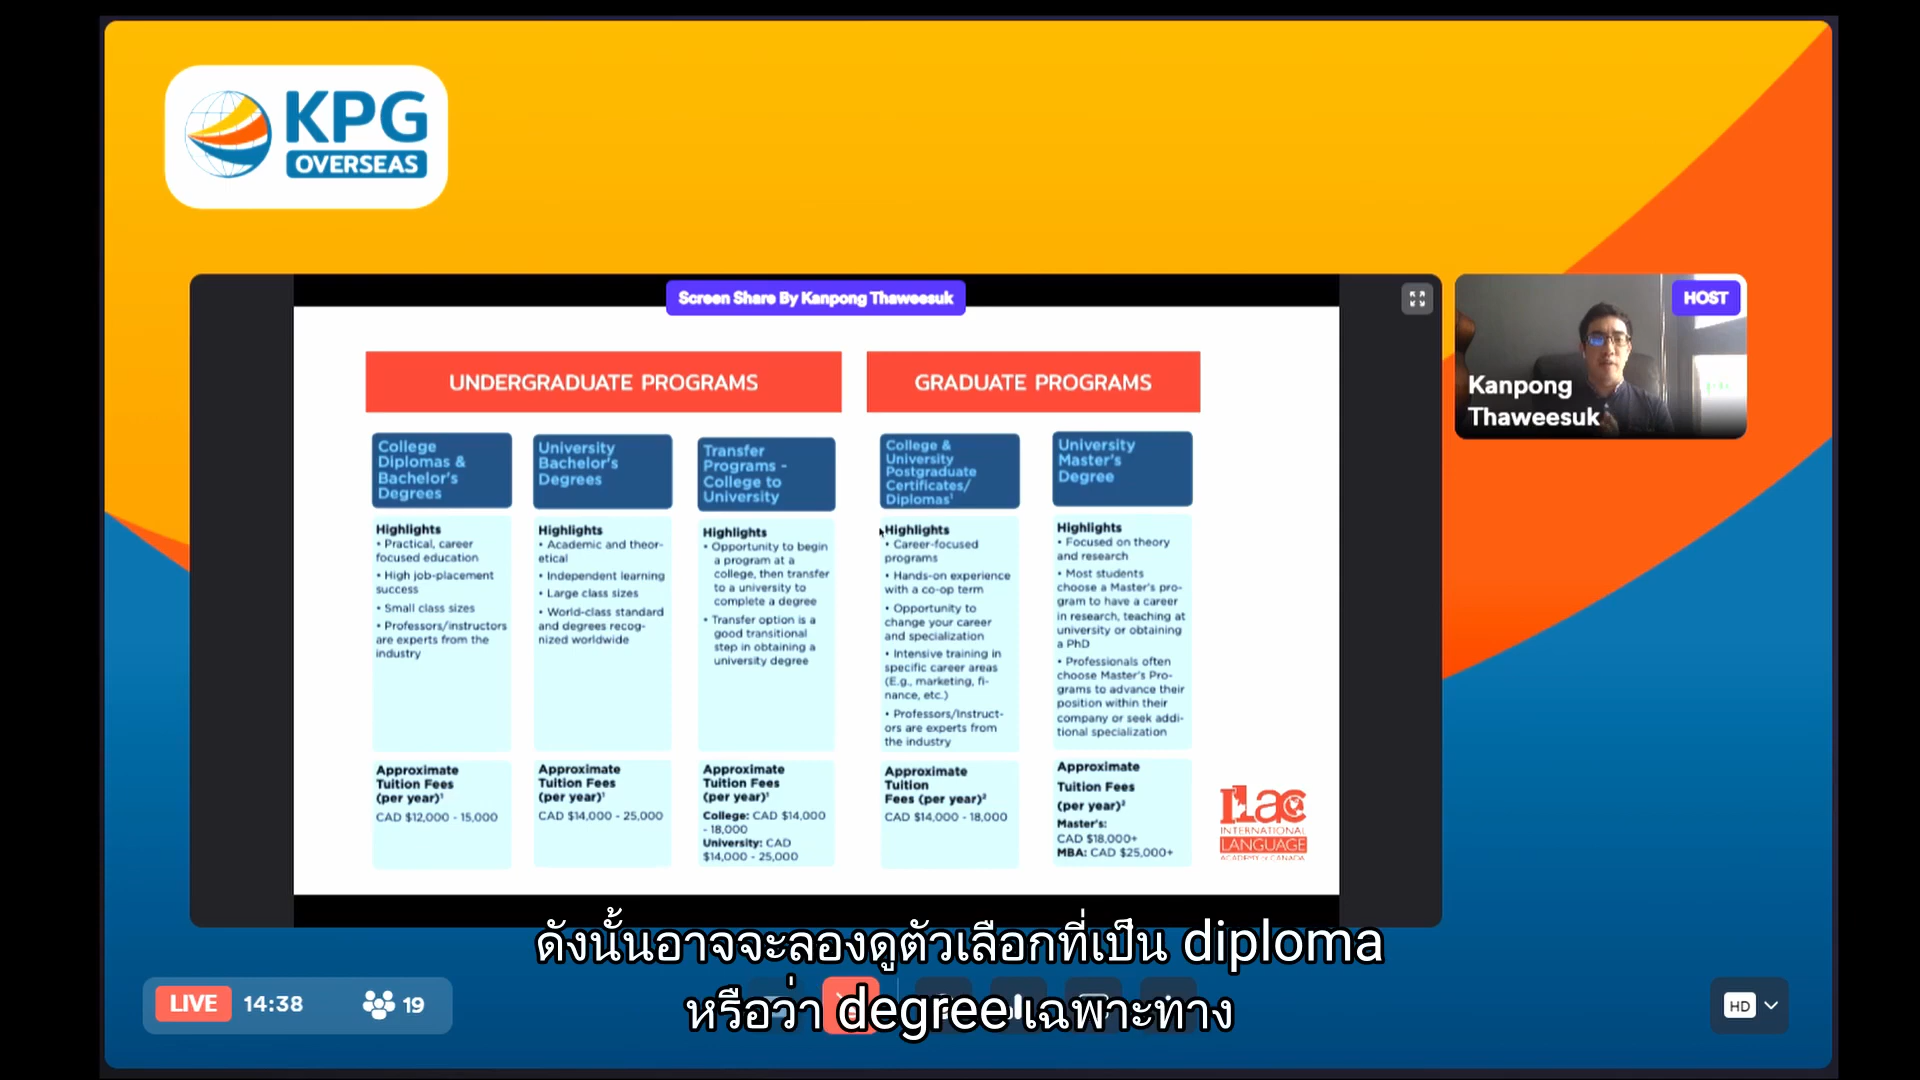 KPG
OVERSEAS
Screen Share By Kanpong Thaweesuk
HOST
Kanpong
Thaweesuk
UNDERGRADUATE PROGRAMS
GRADUATE PROGRAMS
College
Diplomas &
Bachelor's
Degrees
Highlights
• Practical, career
focused education
• High job-placement
success
• Small class sizes
• Professors/instructors
are experts from the
industry
Approximate
Tuition Fees
(per year)¹
CAD $12,000 - 15,000
University
Bachelor's
Degrees
Highlights
• Academic and theor-
etical
• Independent learning
• Large class sizes
• World-class standard
and degrees recog-
nized worldwide
Approximate
Tuition Fees
(per year)¹
CAD $14,000 - 25,000
Transfer
Programs -
College to
University
Highlights
• Opportunity to begin
a program at a
college, then transfer
to a university to
complete a degree
• Transfer option is a
good transitional
step in obtaining a
university degree
Approximate
Tuition Fees
(per year)¹
College: CAD $14,000
- 18,000
University: CAD
$14,000 - 25,000
College &
University
Postgraduate
Certificates/
Diplomas¹
Highlights
• Career-focused
programs
• Hands-on experience
with a co-op term
• Opportunity to
change your career
and specialization
• Intensive training in
specific career areas
(E.g., marketing, fi-
nance, etc.)
• Professors/Instruct-
ors are experts from
the industry
Approximate
Tuition
Fees (per year)²
CAD $14,000 - 18,000
University
Master's
Degree
Highlights
• Focused on theory
and research
• Most students
choose a Master's pro-
gram to have a career
in research, teaching at
university or obtaining
a PhD
• Professionals often
choose Master's Pro-
grams to advance their
position within their
company or seek addi-
tional specialization
Approximate
Tuition Fees
(per year)²
Master's:
CAD $18,000+
MBA: CAD $25,000+
ilac
INTERNATIONAL
LANGUAGE
ACADEMY OF CANADA
ดังนั้นอาจจะลองดูตัวเลือกที่เป็น diploma
หรือว่า degree เฉพาะทาง
LIVE 14:38 19
HD